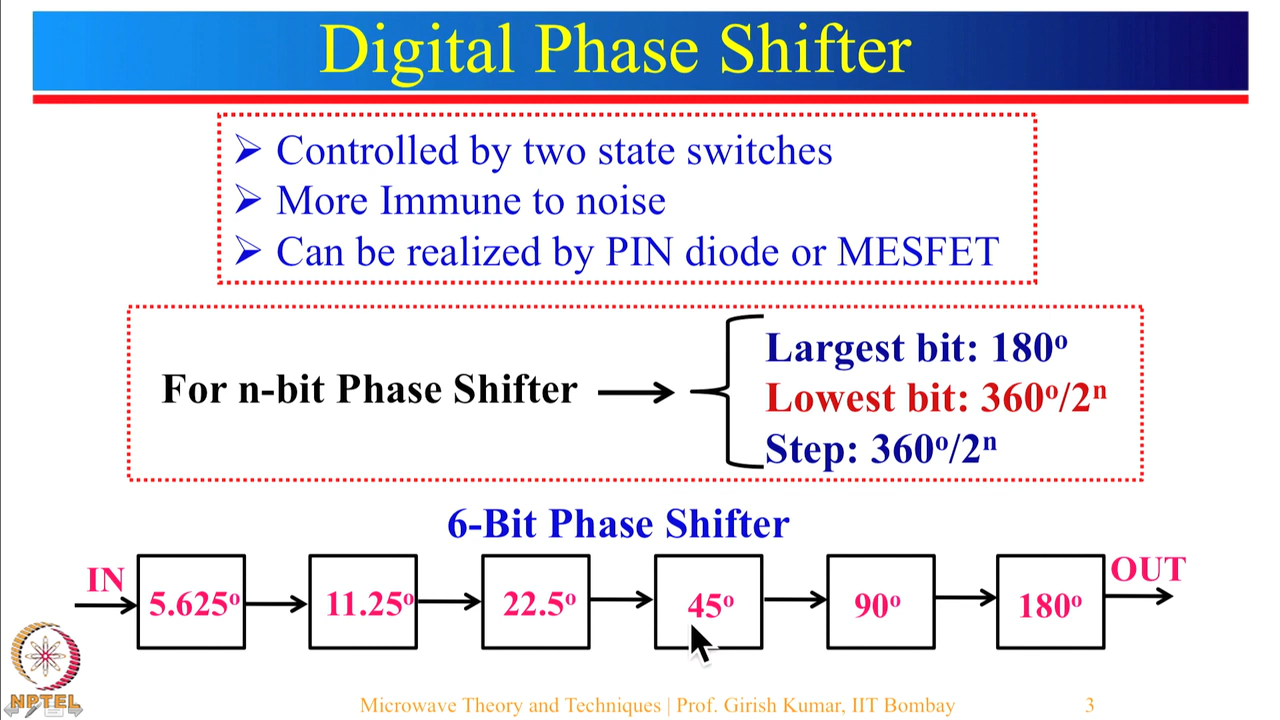 Digital Phase Shifter
➢ Controlled by two state switches
➢ More Immune to noise
➢ Can be realized by PIN diode or MESFET
For n-bit Phase Shifter
Largest bit: 180º
Lowest bit: 360º/2ⁿ
Step: 360º/2ⁿ
6-Bit Phase Shifter
IN
5.625º
11.25º
22.5º
45º
90º
180º
OUT
NPTEL
Microwave Theory and Techniques | Prof. Girish Kumar, IIT Bombay
3